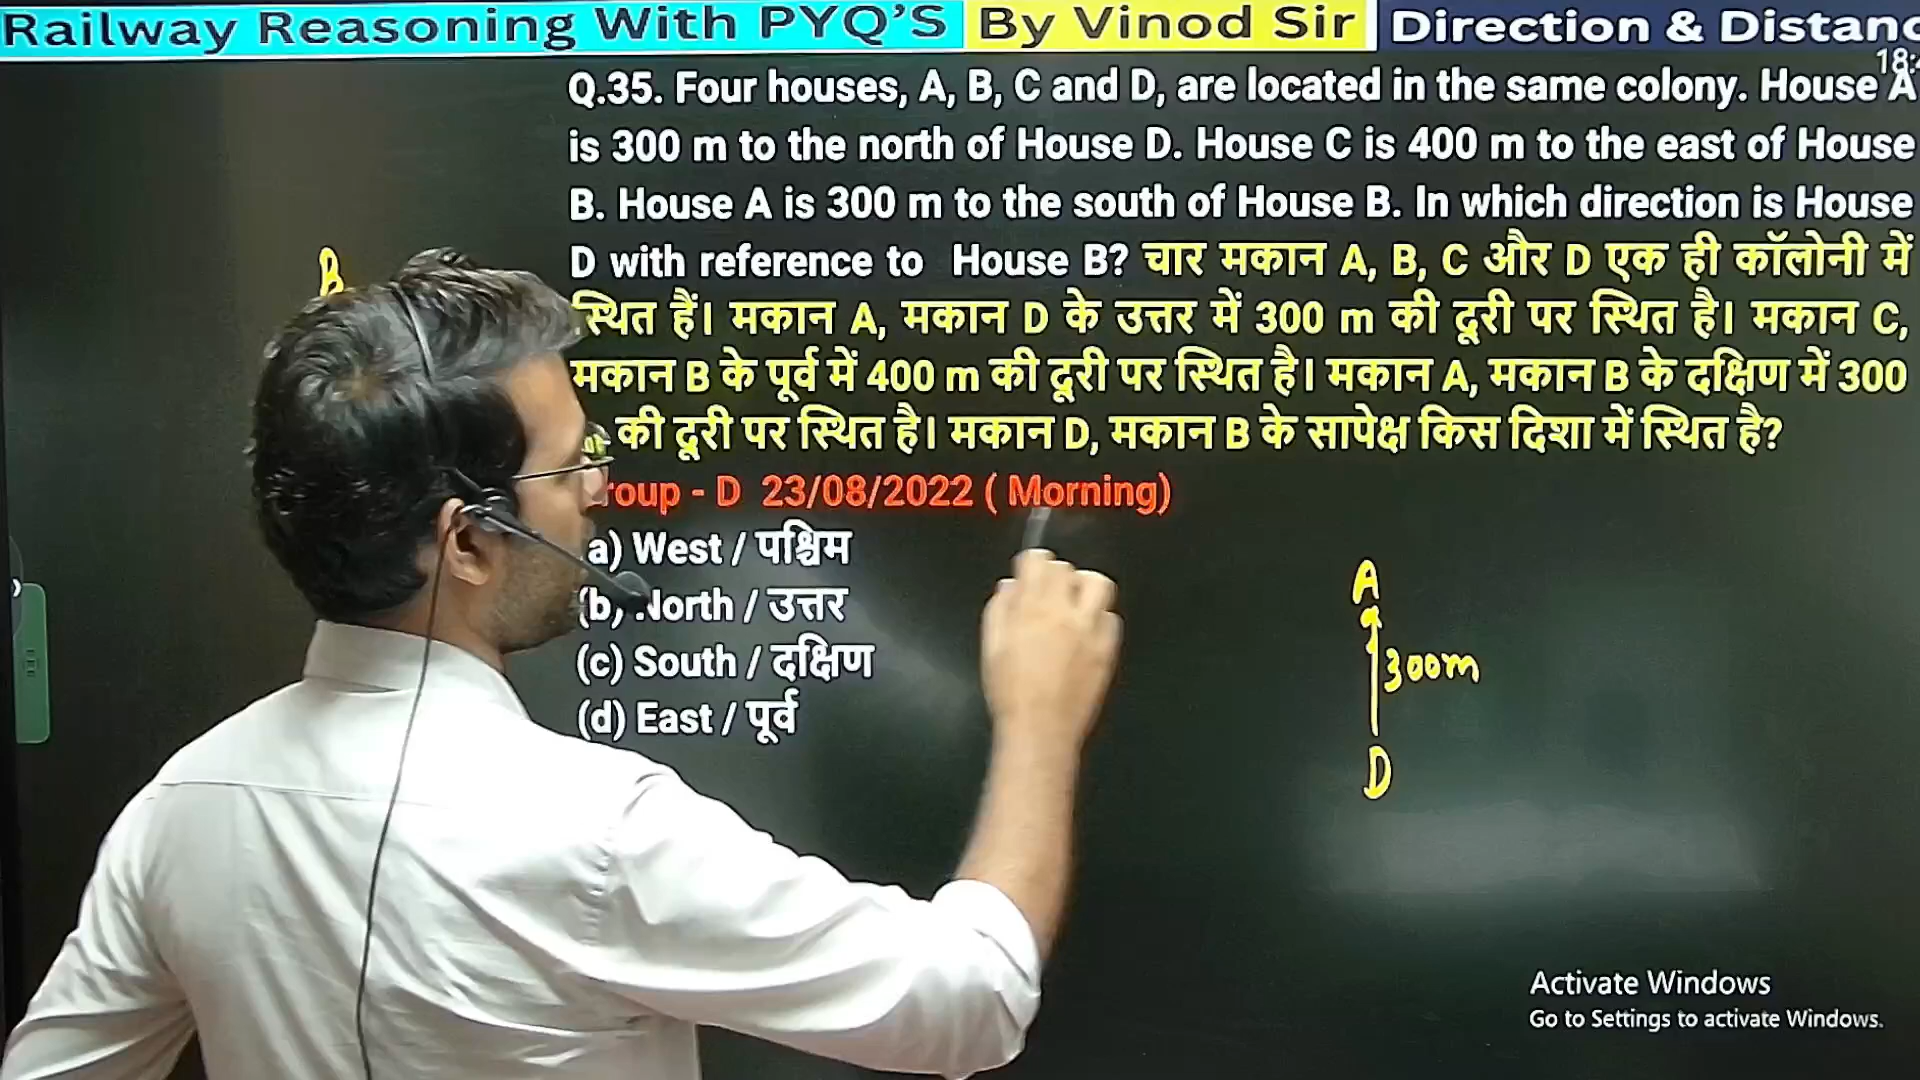 Railway Reasoning With PYQ'S By Vinod Sir Direction & Distanc
18:4
Q.35. Four houses, A, B, C and D, are located in the same colony. House A
is 300 m to the north of House D. House C is 400 m to the east of House
B. House A is 300 m to the south of House B. In which direction is House
D with reference to House B? चार मकान A, B, C और D एक ही कॉलोनी में
स्थित हैं। मकान A, मकान D के उत्तर में 300 m की दूरी पर स्थित है। मकान C,
मकान B के पूर्व में 400 m की दूरी पर स्थित है। मकान A, मकान B के दक्षिण में 300
की दूरी पर स्थित है। मकान D, मकान B के सापेक्ष किस दिशा में स्थित है?
roup - D 23/08/2022 ( Morning)
a) West / पश्चिम
(b) North / उत्तर
(c) South / दक्षिण
(d) East / पूर्व
B
A
300m
D
Activate Windows
Go to Settings to activate Windows.